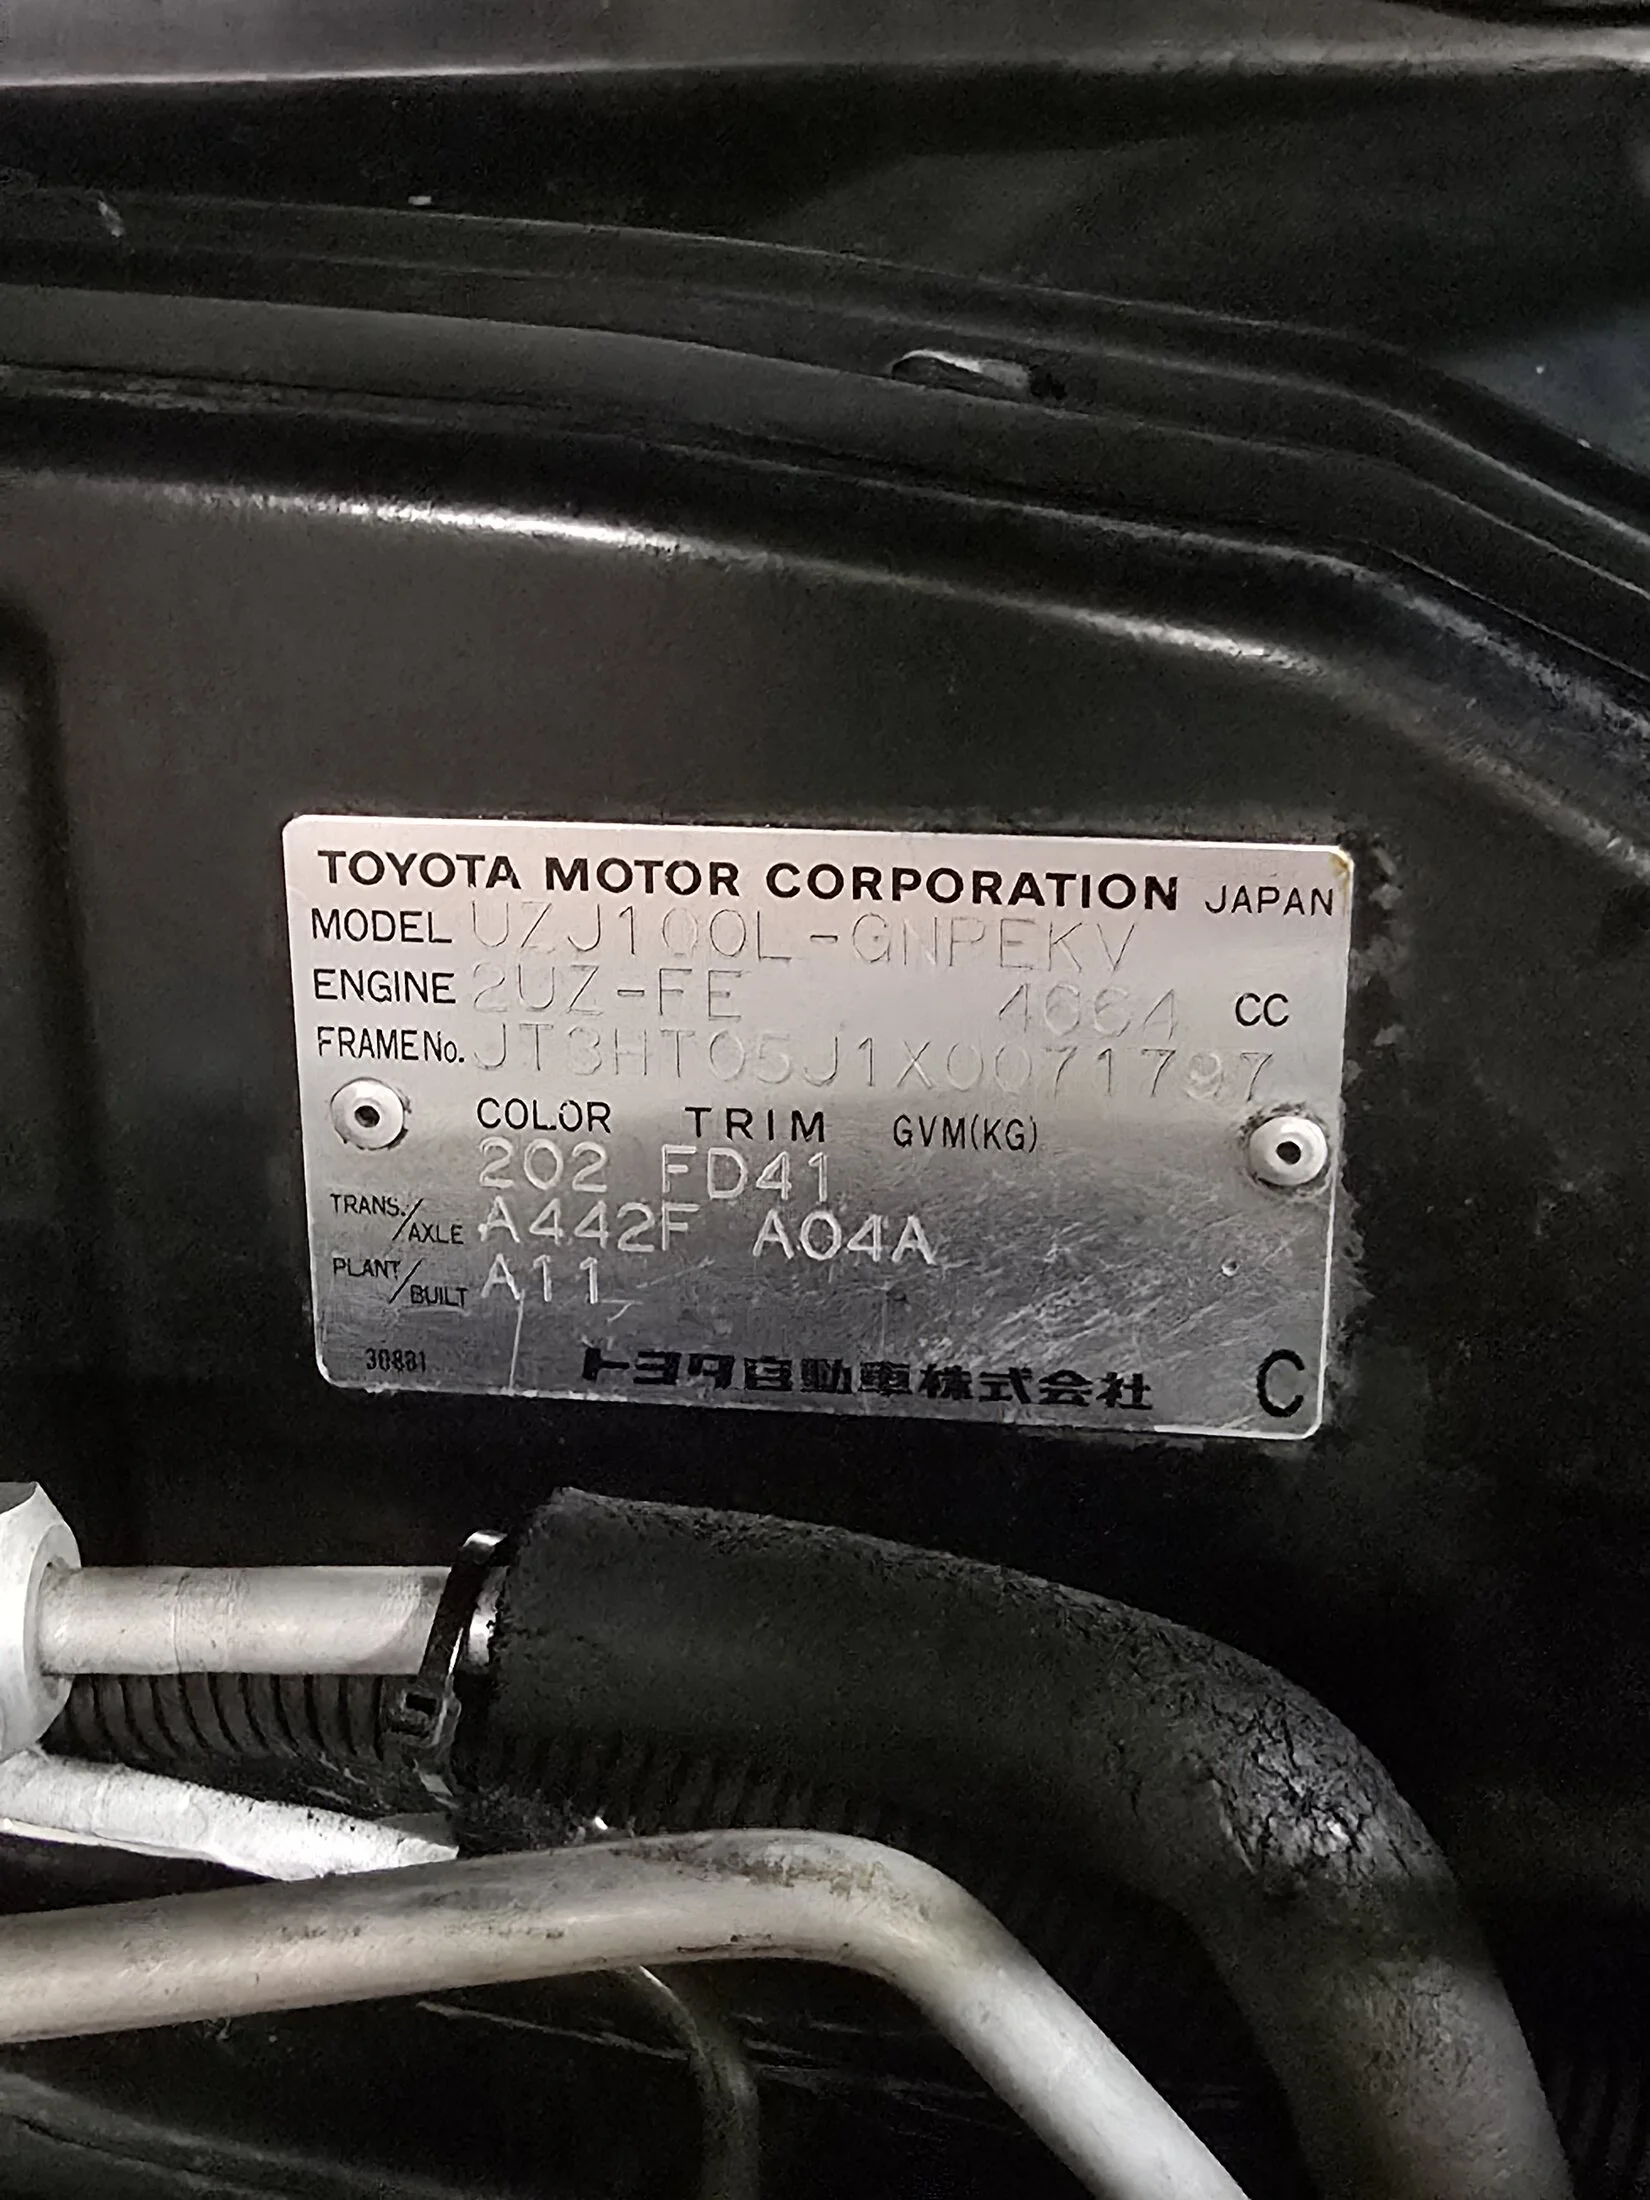 TOYOTA MOTOR CORPORATION JAPAN
MODEL UZJ100L-GNPEKV
ENGINE 2UZ-FE 4664 CC
FRAME No. JT3HT05J1X0071797
COLOR TRIM GVM(KG)
202 FD41
TRANS./AXLE A442F A04A
PLANT/BUILT A11
30881 トヨタ自動車株式会社 C